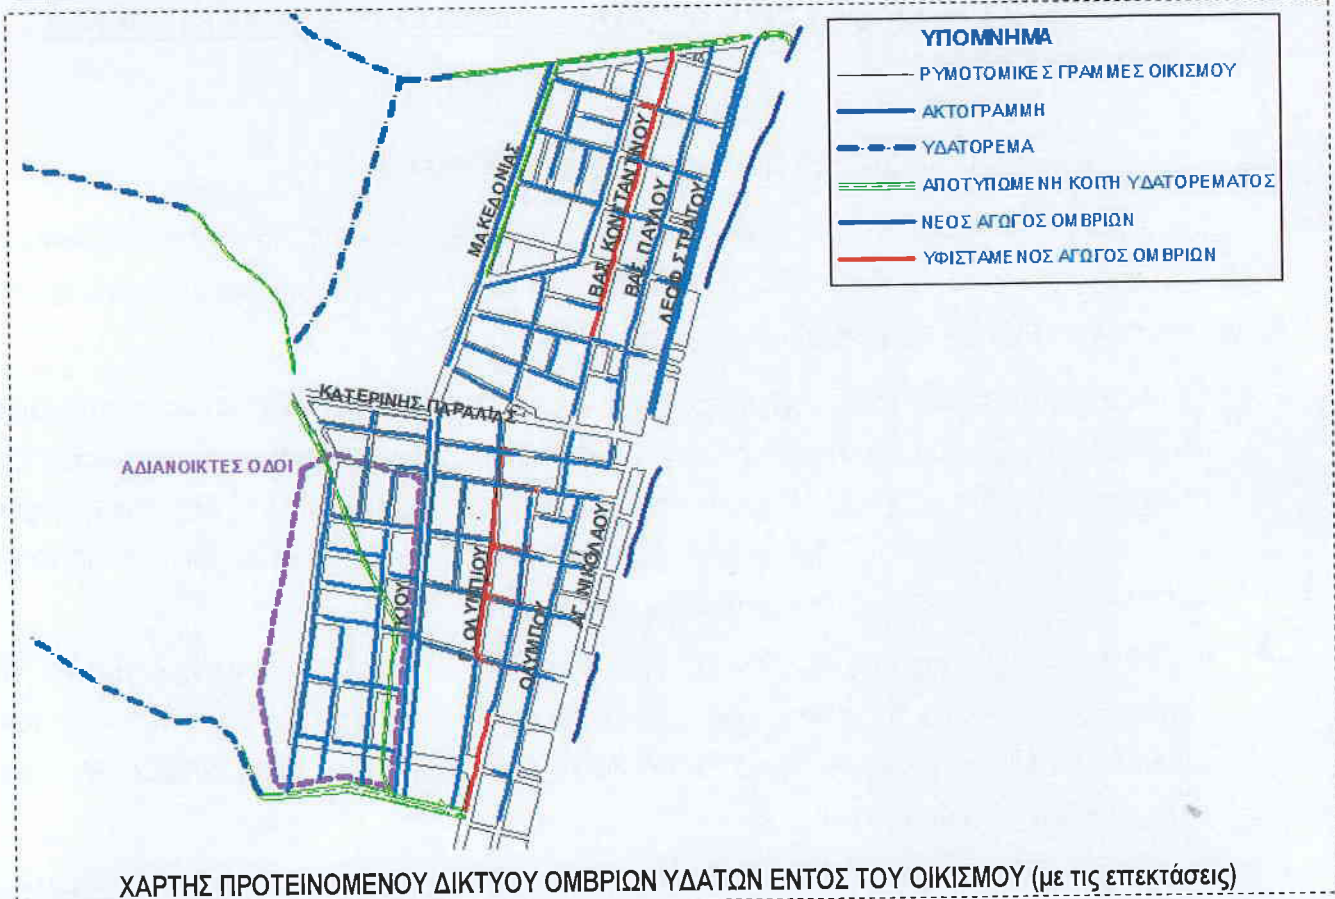 ΥΠΟΜΝΗΜΑ
ΡΥΜΟΤΟΜΙΚΕΣ ΓΡΑΜΜΕΣ ΟΙΚΙΣΜΟΥ
ΑΚΤΟΓΡΑΜΜΗ
ΥΔΑΤΟΡΕΜΑ
ΑΠΟΤΥΠΩΜΕΝΗ ΚΟΙΤΗ ΥΔΑΤΟΡΕΜΑΤΟΣ
ΝΕΟΣ ΑΓΩΓΟΣ ΟΜΒΡΙΩΝ
ΥΦΙΣΤΑΜΕΝΟΣ ΑΓΩΓΟΣ ΟΜΒΡΙΩΝ
ΜΑΚΕΔΟΝΙΑΣ
ΒΑΣ. ΚΩΝΣΤΑΝΤΙΝΟΥ
ΒΑΣ. ΠΑΥΛΟΥ
ΛΕΩΦ ΣΤΡΑΤΟΥ
ΚΑΤΕΡΙΝΗΣ ΠΑΡΑΛΙΑΣ
ΑΔΙΑΝΟΙΚΤΕΣ ΟΔΟΙ
ΚΙΟΥ
ΟΛΥΜΠΙΟΥ
ΟΛΥΜΠΟΥ
ΑΓ. ΝΙΚΟΛΑΟΥ
ΧΑΡΤΗΣ ΠΡΟΤΕΙΝΟΜΕΝΟΥ ΔΙΚΤΥΟΥ ΟΜΒΡΙΩΝ ΥΔΑΤΩΝ ΕΝΤΟΣ ΤΟΥ ΟΙΚΙΣΜΟΥ (με τις επεκτάσεις)